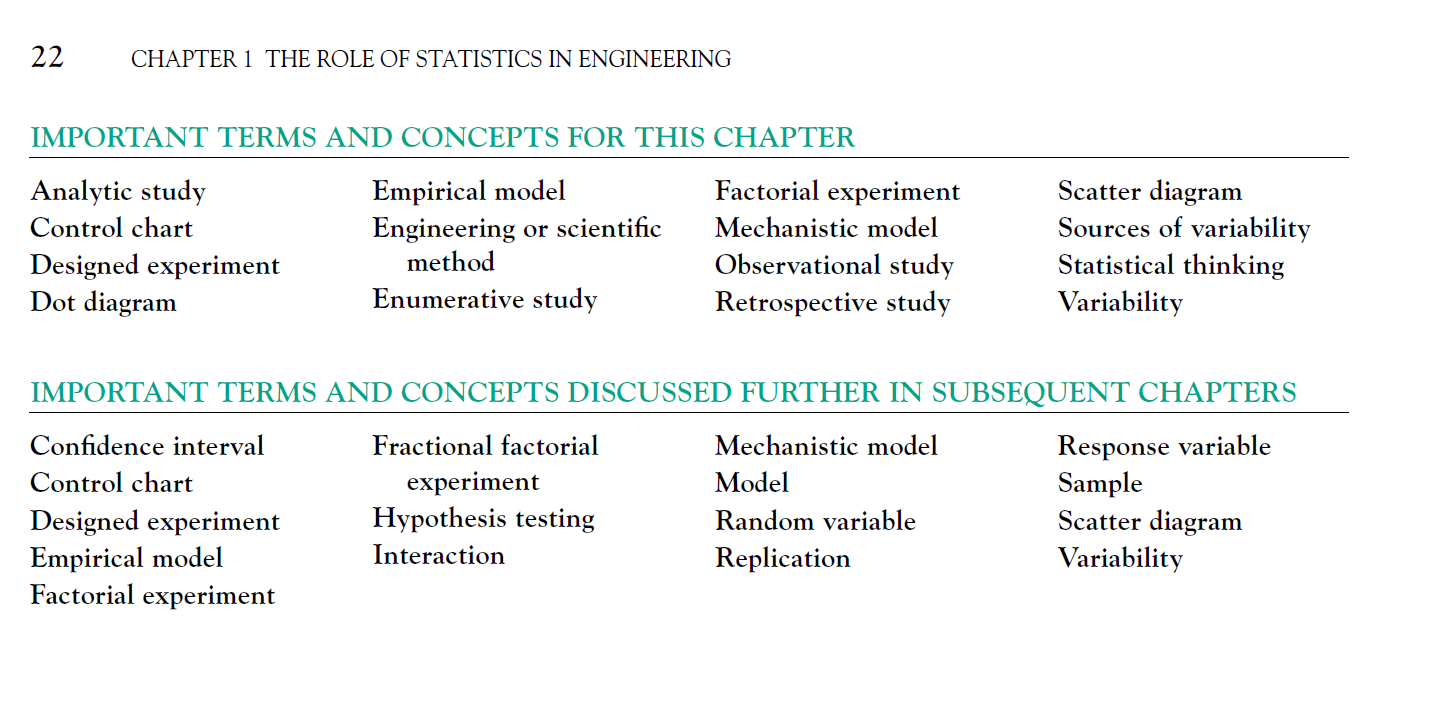 22 CHAPTER 1 THE ROLE OF STATISTICS IN ENGINEERING
IMPORTANT TERMS AND CONCEPTS FOR THIS CHAPTER
Analytic study
Control chart
Designed experiment
Dot diagram
Empirical model
Engineering or scientific
method
Enumerative study
Factorial experiment
Mechanistic model
Observational study
Retrospective study
Scatter diagram
Sources of variability
Statistical thinking
Variability
IMPORTANT TERMS AND CONCEPTS DISCUSSED FURTHER IN SUBSEQUENT CHAPTERS
Confidence interval
Control chart
Designed experiment
Empirical model
Factorial experiment
Fractional factorial
experiment
Hypothesis testing
Interaction
Mechanistic model
Model
Random variable
Replication
Response variable
Sample
Scatter diagram
Variability